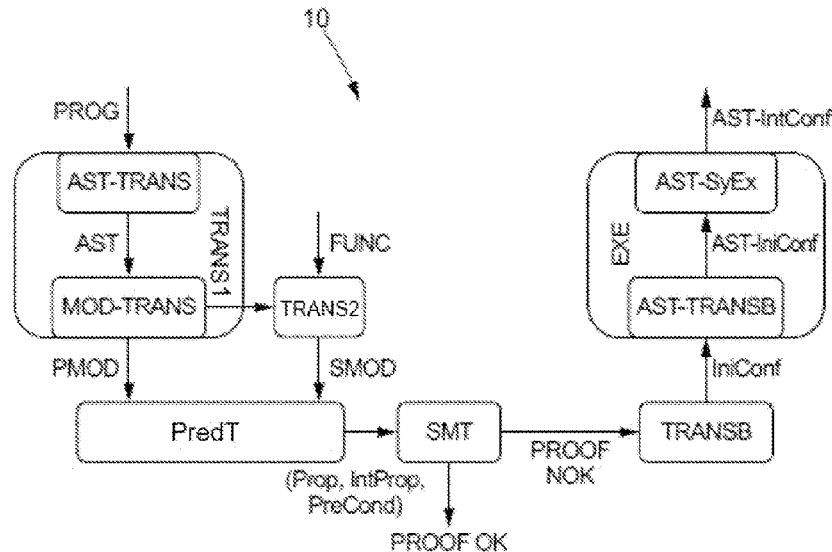 10
PROG
AST-IntConf
AST-TRANS
AST-SyEx
TRANS1
AST
FUNC
EXE
AST-IniConf
MOD-TRANS
TRANS2
AST-TRANSB
PMOD
SMOD
IniConf
PredT
SMT
PROOF
NOK
TRANSB
(Prop, IntProp,
PreCond)
PROOF OK